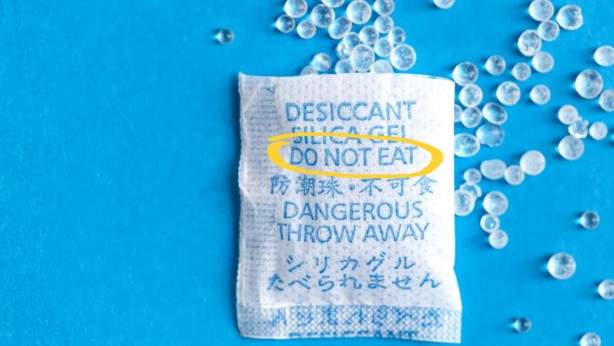 DESICCANT
SILICA GEL
DO NOT EAT
防潮珠・不可食
DANGEROUS
THROW AWAY
シリカゲル
たべられません